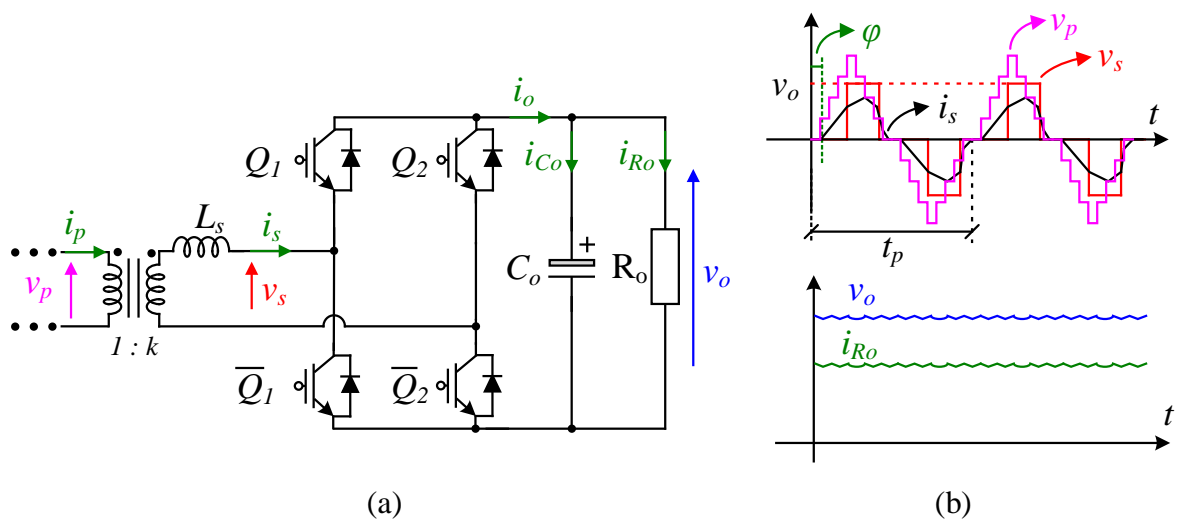 i_o
Q_1
Q_2
i_Co
i_Ro
i_p
L_s
i_s
v_p
v_s
C_o
+
R_o
v_o
1 : k
Q̅_1
Q̅_2
(a)
φ
v_p
v_s
v_o
i_s
t
t_p
v_o
i_Ro
t
(b)